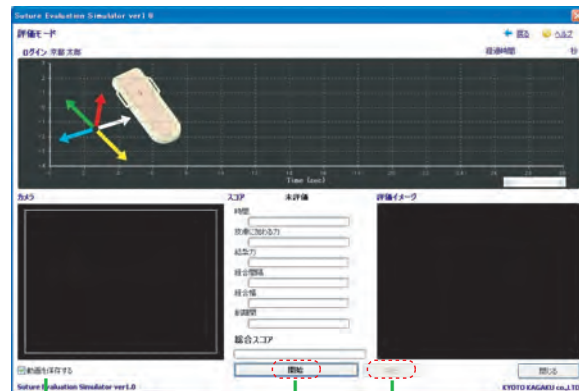 Suture Evaluation Simulator ver1.0
評価モード
戻る
ヘルプ
ログイン 京都 太郎
経過時間
秒
Time (sec)
カメラ
スコア
未評価
評価イメージ
時間
皮膚に加わる力
結紮力
縫合間隔
縫合幅
創離開
総合スコア
動画を保存する
開始
閉じる
Suture Evaluation Simulator ver1.0
KYOTO KAGAKU co.,LTD